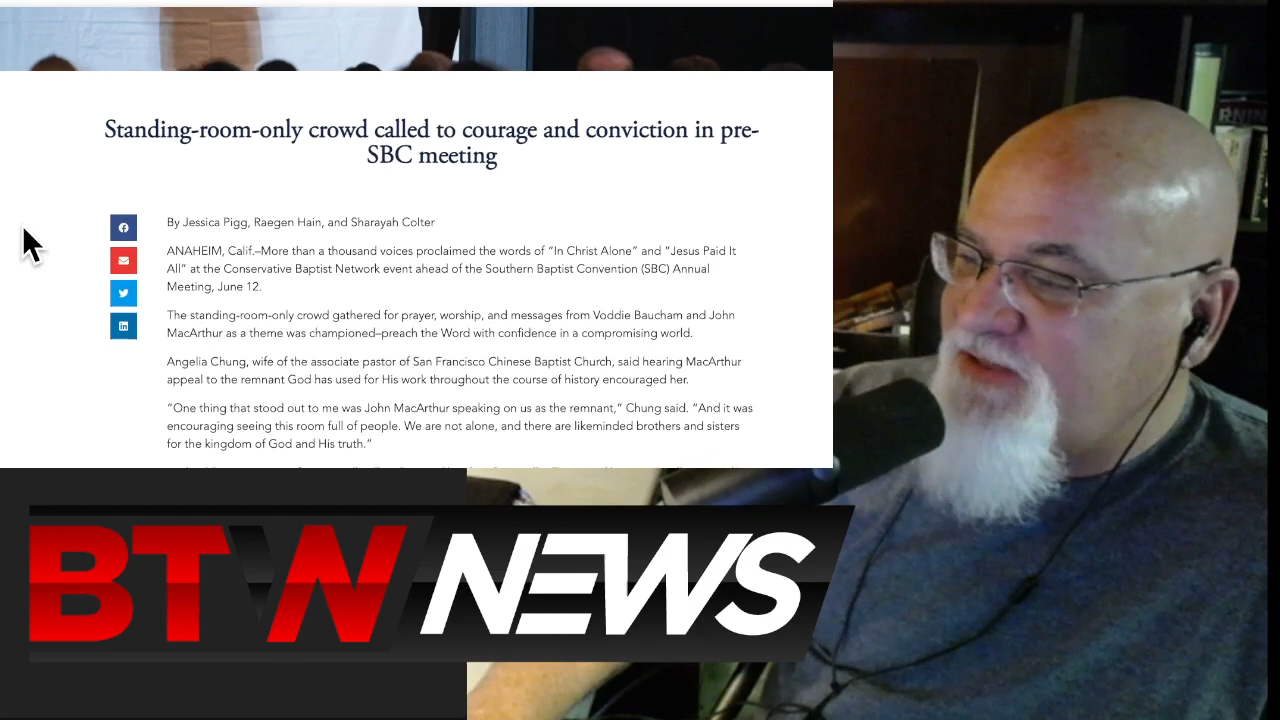 Standing-room-only crowd called to courage and conviction in pre-
SBC meeting
By Jessica Pigg, Raegen Hain, and Sharayah Colter
ANAHEIM, Calif.–More than a thousand voices proclaimed the words of “In Christ Alone” and “Jesus Paid It
All” at the Conservative Baptist Network event ahead of the Southern Baptist Convention (SBC) Annual
Meeting, June 12.
The standing-room-only crowd gathered for prayer, worship, and messages from Voddie Baucham and John
MacArthur as a theme was championed–preach the Word with confidence in a compromising world.
Angelia Chung, wife of the associate pastor of San Francisco Chinese Baptist Church, said hearing MacArthur
appeal to the remnant God has used for His work throughout the course of history encouraged her.
“One thing that stood out to me was John MacArthur speaking on us as the remnant,” Chung said. “And it was
encouraging seeing this room full of people. We are not alone, and there are likeminded brothers and sisters
for the kingdom of God and His truth.”
BTW NEWS